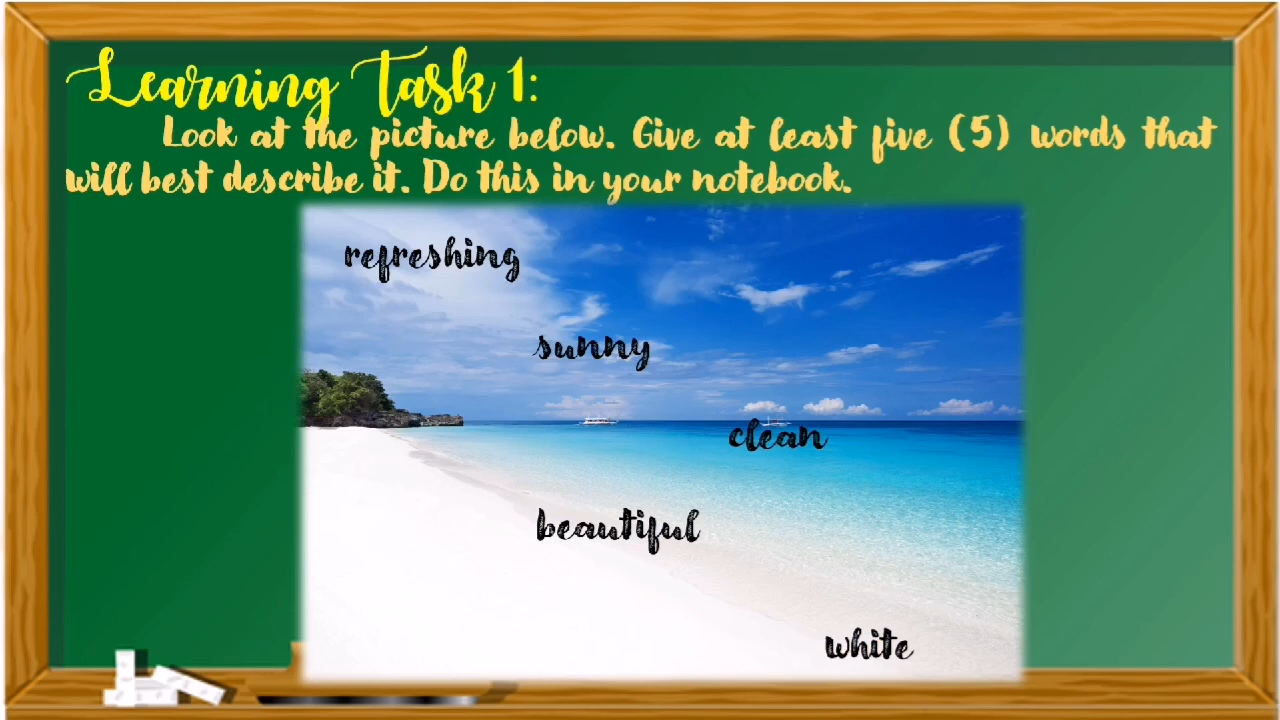 Learning Task 1:
Look at the picture below. Give at least five (5) words that
will best describe it. Do this in your notebook.
refreshing
sunny
clean
beautiful
white